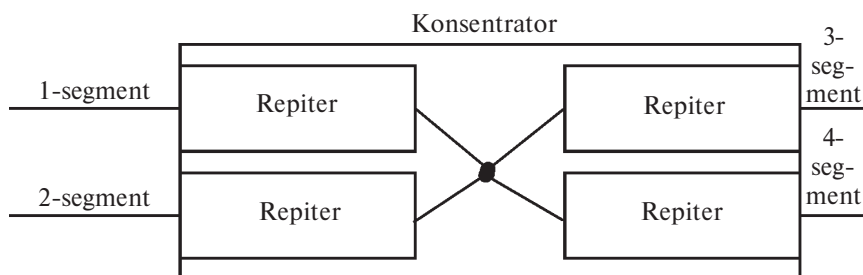 Konsentrator
1-segment
Repiter
Repiter
3-
seg-
ment
2-segment
Repiter
Repiter
4-
seg-
ment